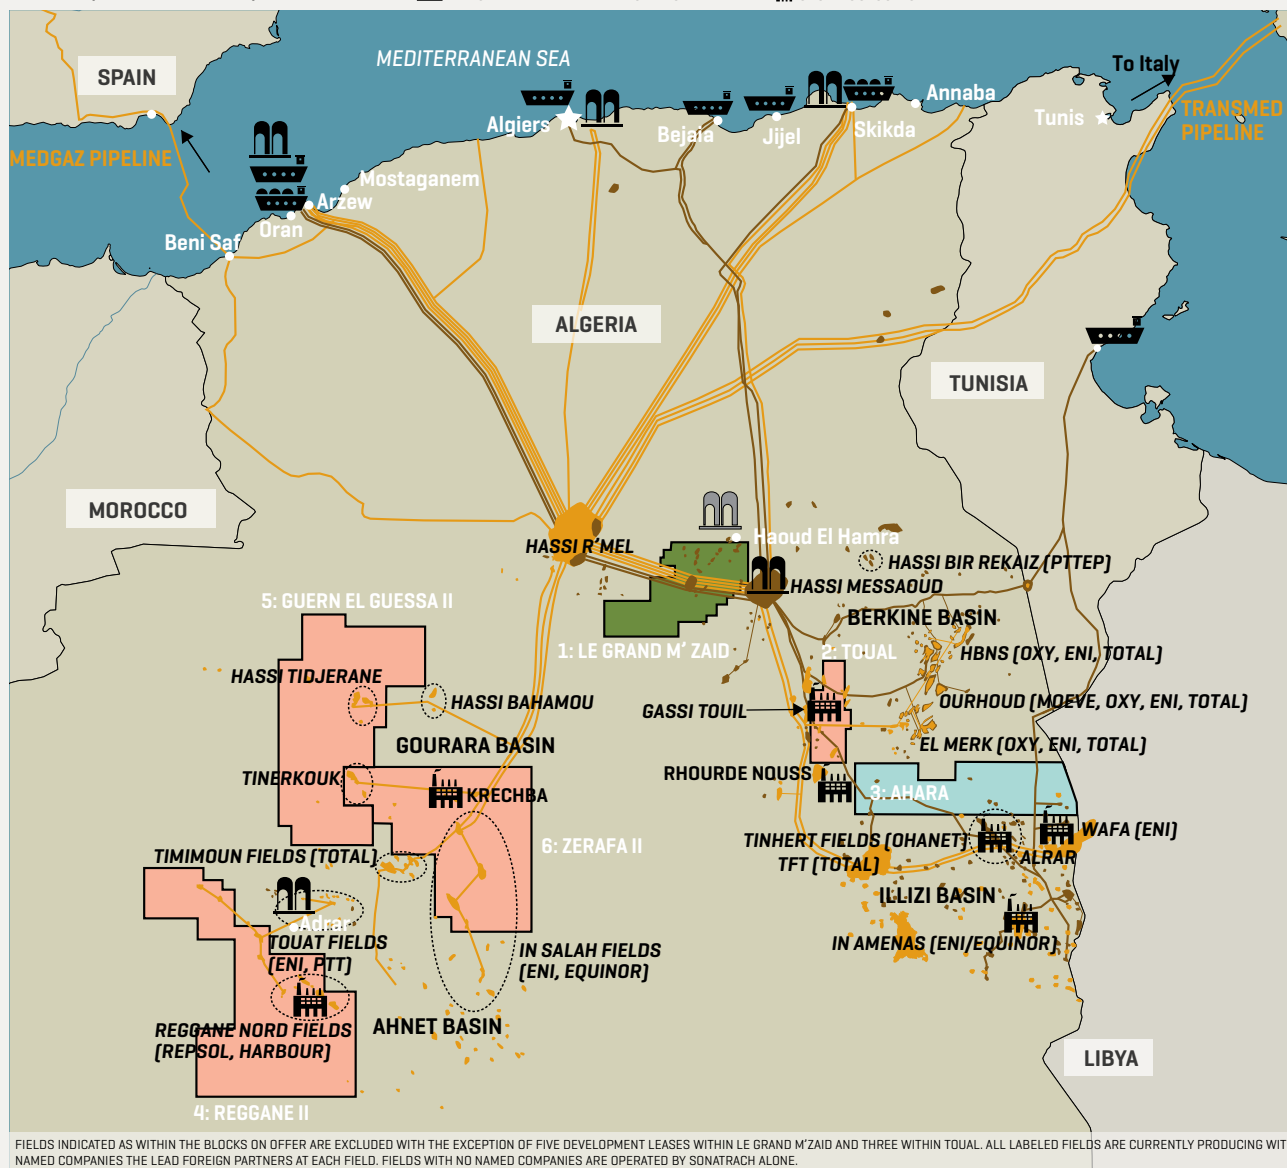 MEDITERRANEAN SEA
SPAIN
To Italy
Annaba
Algiers
Bejaia
Jijel
Skikda
Tunis
TRANSMED
PIPELINE
MEDGAZ PIPELINE
Mostaganem
Arzew
Oran
Beni Saf
ALGERIA
TUNISIA
MOROCCO
HASSI R'MEL
Haoud El Hamra
HASSI BIR REKAIZ (PTTEP)
HASSI MESSAOUD
5: GUERN EL GUESSA II
BERKINE BASIN
1: LE GRAND M' ZAID
2: TOUAL
HBNS (OXY, ENI, TOTAL)
HASSI TIDJERANE
HASSI BAHAMOU
GASSI TOUIL
OURHOUD (MOEVE, OXY, ENI, TOTAL)
GOURARA BASIN
EL MERK (OXY, ENI, TOTAL)
TINERKOUK
RHOURDE NOUSS
KRECHBA
3: AHARA
WAFA (ENI)
6: ZERAFA II
TINHERT FIELDS (OHANET)
TIMIMOUN FIELDS (TOTAL)
ALRAR
TFT (TOTAL)
ILLIZI BASIN
Adrar
TOUAT FIELDS
(ENI, PTT)
IN AMENAS (ENI/EQUINOR)
IN SALAH FIELDS
(ENI, EQUINOR)
AHNET BASIN
REGGANE NORD FIELDS
(REPSOL, HARBOUR)
LIBYA
4: REGGANE II
FIELDS INDICATED AS WITHIN THE BLOCKS ON OFFER ARE EXCLUDED WITH THE EXCEPTION OF FIVE DEVELOPMENT LEASES WITHIN LE GRAND M'ZAID AND THREE WITHIN TOUAL. ALL LABELED FIELDS ARE CURRENTLY PRODUCING WIT
NAMED COMPANIES THE LEAD FOREIGN PARTNERS AT EACH FIELD. FIELDS WITH NO NAMED COMPANIES ARE OPERATED BY SONATRACH ALONE.